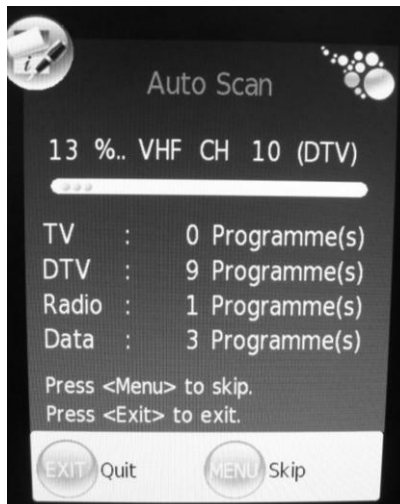 Auto Scan
13 %.. VHF CH 10 (DTV)
TV : 0 Programme(s)
DTV : 9 Programme(s)
Radio : 1 Programme(s)
Data : 3 Programme(s)
Press <Menu> to skip.
Press <Exit> to exit.
EXIT Quit MENU Skip